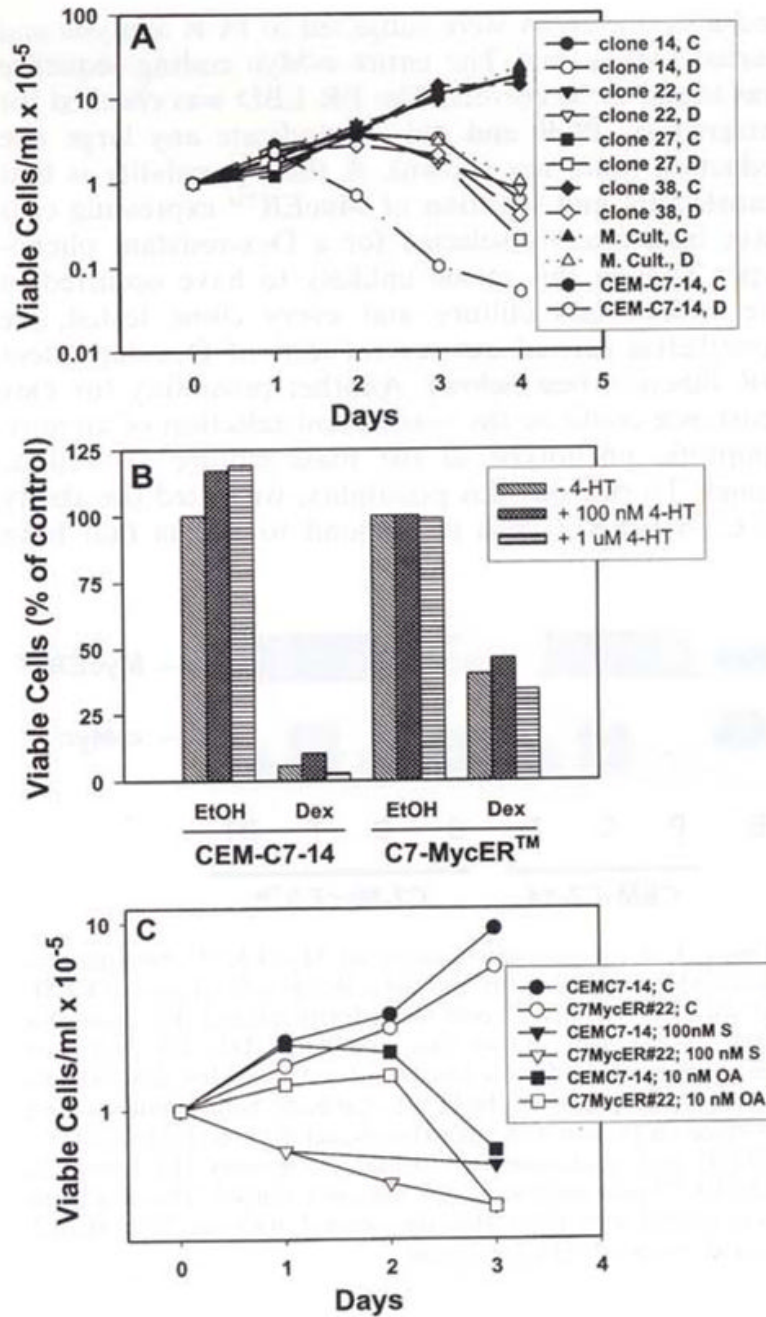 A
Viable Cells/ml x 10⁻⁵
100
10
1
0.1
0.01
0 1 2 3 4 5
Days
clone 14, C
clone 14, D
clone 22, C
clone 22, D
clone 27, C
clone 27, D
clone 38, C
clone 38, D
M. Cult, C
M. Cult, D
CEM-C7-14, C
CEM-C7-14, D
B
Viable Cells (% of control)
125
100
75
50
25
0
- 4-HT
+ 100 nM 4-HT
+ 1 uM 4-HT
EtOH Dex EtOH Dex
CEM-C7-14 C7-MycER™
C
Viable Cells/ml x 10⁻⁵
10
1
0 1 2 3 4
Days
CEMC7-14; C
C7MycER#22; C
CEMC7-14; 100nM S
C7MycER#22; 100 nM S
CEMC7-14; 10 nM OA
C7MycER#22; 10 nM OA